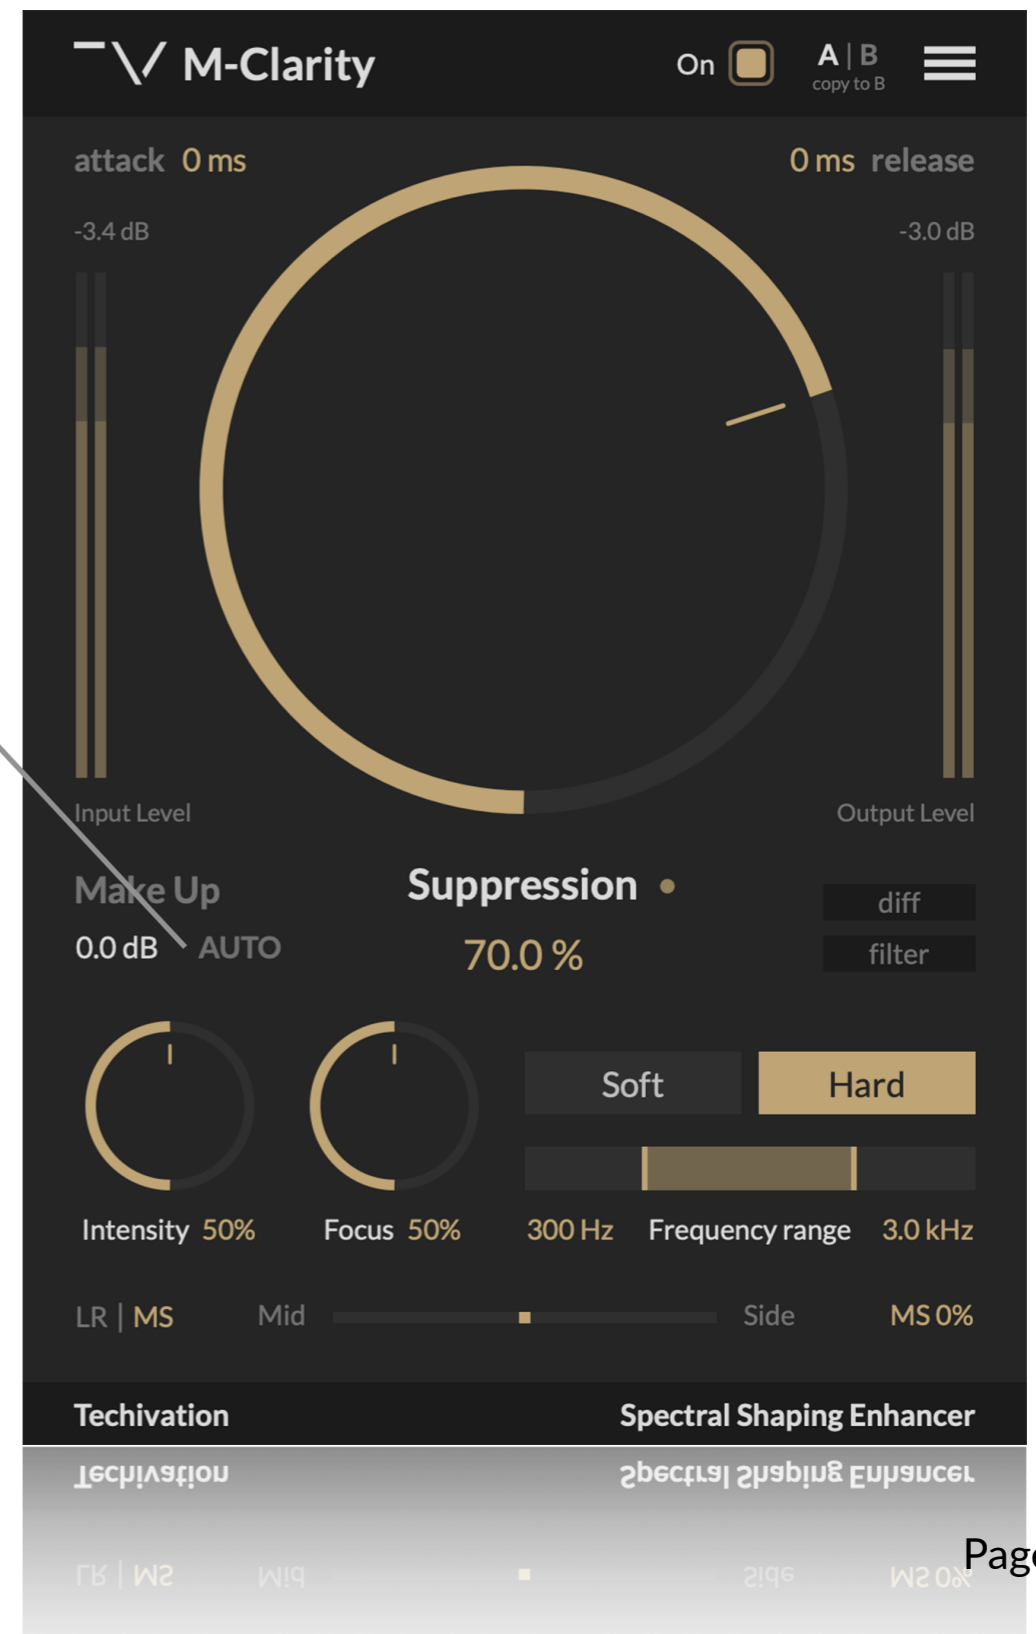 M-Clarity On A | B
copy to B
attack 0 ms 0 ms release
-3.4 dB -3.0 dB
Input Level Output Level
Make Up Suppression diff
0.0 dB AUTO 70.0 % filter
Soft Hard
Intensity 50% Focus 50% 300 Hz Frequency range 3.0 kHz
LR | MS Mid Side MS 0%
Techivation Spectral Shaping Enhancer
Techivation Spectral Shaping Enhancer
LR | MS Mid Side MS 0%